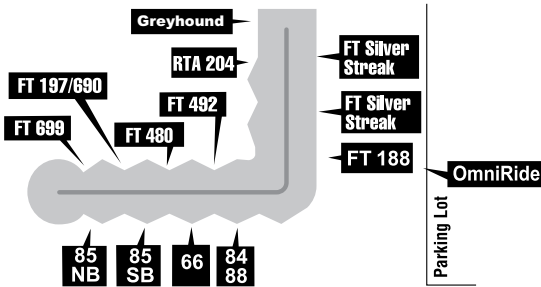 Greyhound
FT Silver
Streak
RTA 204
FT 197/690
FT 492
FT Silver
Streak
FT 699
FT 480
FT 188
OmniRide
Parking Lot
85
NB
85
SB
66
84
88